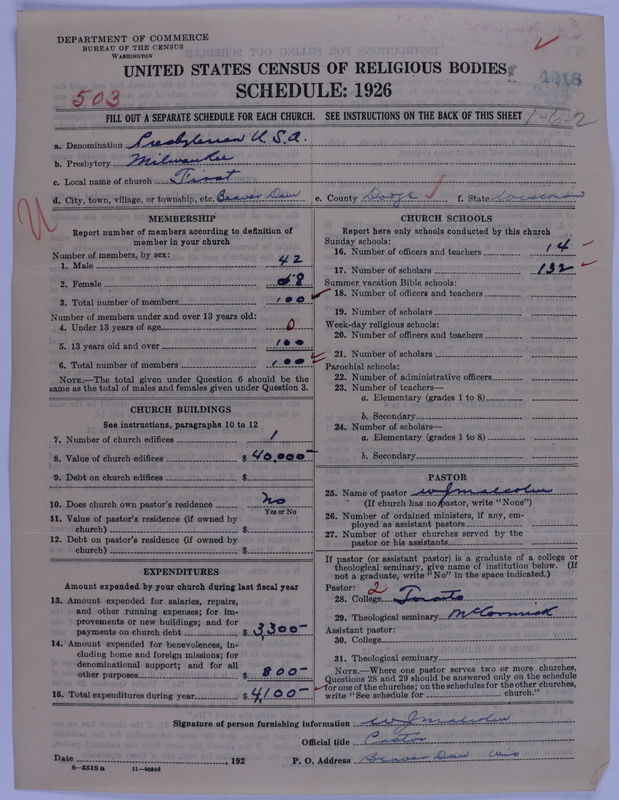 DEPARTMENT OF COMMERCE
BUREAU OF THE CENSUS
WASHINGTON
UNITED STATES CENSUS OF RELIGIOUS BODIES
SCHEDULE: 1926
503
FILL OUT A SEPARATE SCHEDULE FOR EACH CHURCH. SEE INSTRUCTIONS ON THE BACK OF THIS SHEET
1-6-2
a. Denomination Presbyterian U.S.A.
b. Presbytery Milwaukee
c. Local name of church First
d. City, town, village, or township, etc. Beaver Dam e. County Dodge f. State Wisconsin
MEMBERSHIP
Report number of members according to definition of
member in your church
Number of members, by sex:
1. Male 42
2. Female 58
3. Total number of members 100
Number of members under and over 13 years old:
4. Under 13 years of age 0
5. 13 years old and over 100
6. Total number of members 100
NOTE.—The total given under Question 6 should be the
same as the total of males and females given under Question 3.
CHURCH BUILDINGS
See instructions, paragraphs 10 to 12
7. Number of church edifices 1
8. Value of church edifices $ 40,000
9. Debt on church edifices $
10. Does church own pastor's residence No
Yes or No
11. Value of pastor's residence (if owned by
church) $
12. Debt on pastor's residence (if owned by
church) $
EXPENDITURES
Amount expended by your church during last fiscal year
13. Amount expended for salaries, repairs,
and other running expenses; for im-
provements or new buildings; and for
payments on church debt $ 3,300
14. Amount expended for benevolences, in-
cluding home and foreign missions; for
denominational support; and for all
other purposes $ 800
15. Total expenditures during year $ 4,100
CHURCH SCHOOLS
Report here only schools conducted by this church
Sunday schools:
16. Number of officers and teachers 14
17. Number of scholars 132
Summer vacation Bible schools:
18. Number of officers and teachers
19. Number of scholars
Week-day religious schools:
20. Number of officers and teachers
21. Number of scholars
Parochial schools:
22. Number of administrative officers
23. Number of teachers—
a. Elementary (grades 1 to 8)
b. Secondary
24. Number of scholars—
a. Elementary (grades 1 to 8)
b. Secondary
PASTOR
25. Name of pastor W J Malcolm
(If church has no pastor, write "None")
26. Number of ordained ministers, if any, em-
ployed as assistant pastors
27. Number of other churches served by the
pastor or his assistants
If pastor (or assistant pastor) is a graduate of a college or
theological seminary, give name of institution below. (If
not a graduate, write "No" in the space indicated.)
Pastor: 2
28. College Toronto
29. Theological seminary McCormick
Assistant pastor:
30. College
31. Theological seminary
NOTE.—Where one pastor serves two or more churches,
Questions 28 and 29 should be answered only on the schedule
for one of the churches; on the schedules for the other churches,
write "See schedule for church."
Signature of person furnishing information W J Malcolm
Official title Pastor
Date , 192 P. O. Address Beaver Dam Wis
8—5518 a